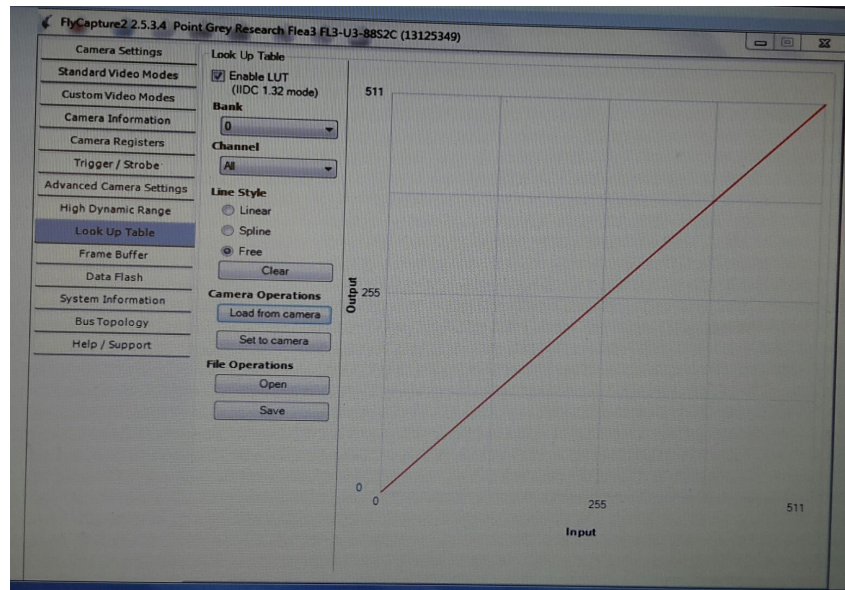 FlyCapture2 2.5.3.4 Point Grey Research Flea3 FL3-U3-88S2C (13125349)
Camera Settings
Standard Video Modes
Custom Video Modes
Camera Information
Camera Registers
Trigger / Strobe
Advanced Camera Settings
High Dynamic Range
Look Up Table
Frame Buffer
Data Flash
System Information
Bus Topology
Help / Support
Look Up Table
Enable LUT
(IIDC 1.32 mode)
Bank
0
Channel
All
Line Style
Linear
Spline
Free
Clear
Camera Operations
Load from camera
Set to camera
File Operations
Open
Save
511
Output
255
0
0
255
511
Input